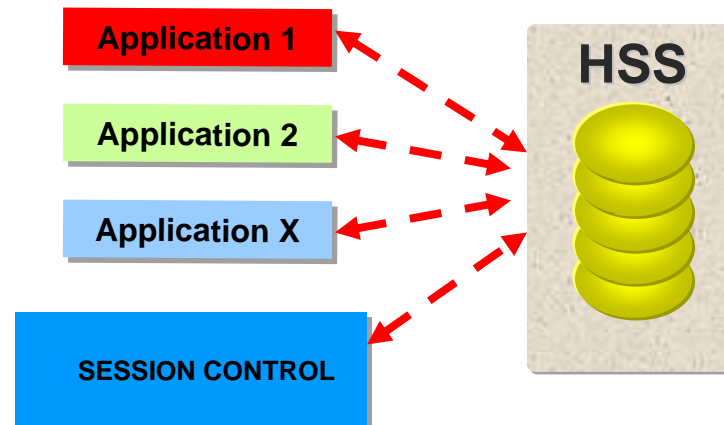 Application 1
HSS
Application 2
Application X
SESSION CONTROL